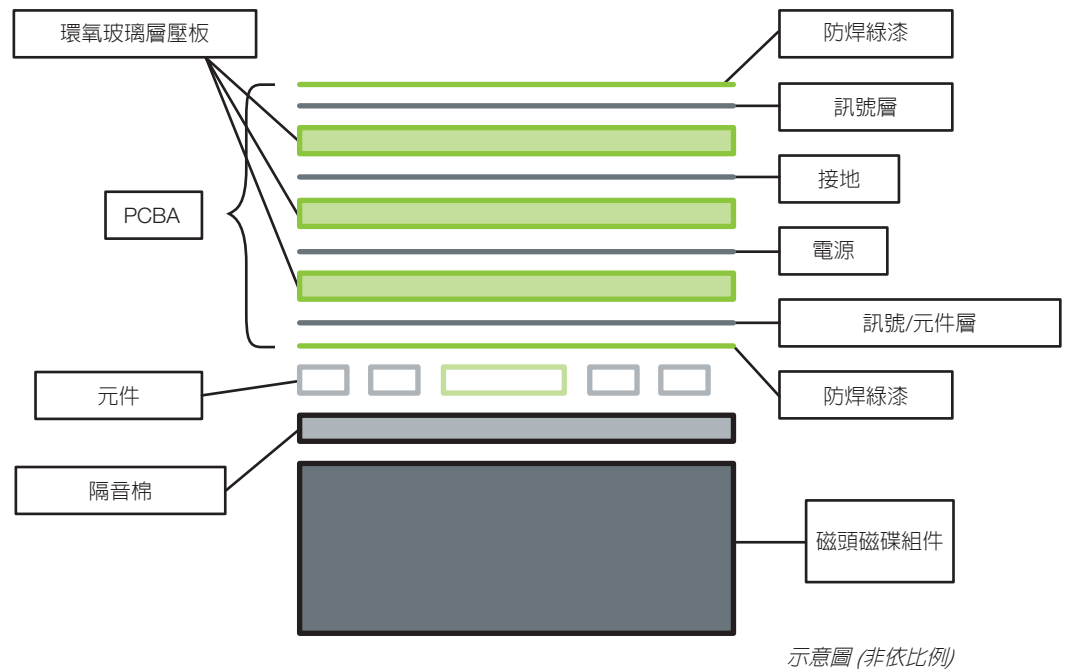 環氧玻璃層壓板
防焊綠漆
訊號層
接地
PCBA
電源
訊號/元件層
元件
防焊綠漆
隔音棉
磁頭磁碟組件
示意圖 (非依比例)